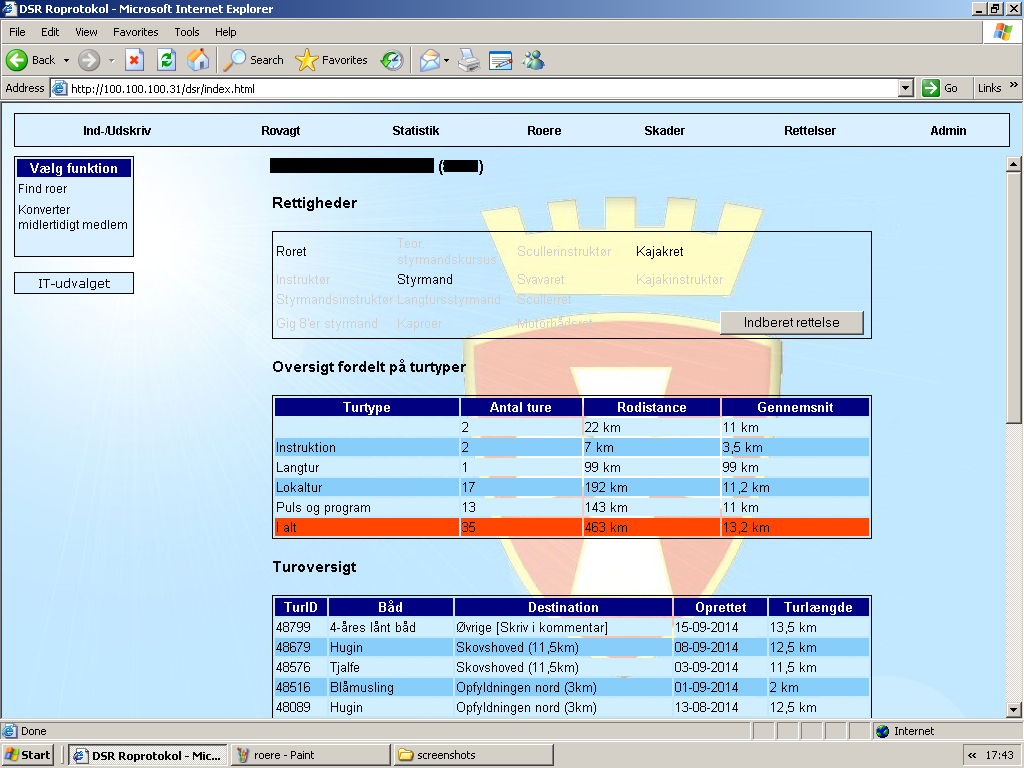 DSR Roprotokol - Microsoft Internet Explorer
File Edit View Favorites Tools Help
Back Search Favorites
Address http://100.100.100.31/dsr/index.html Go Links »
Ind-/Udskriv Rovagt Statistik Roere Skader Rettelser Admin
Vælg funktion
Find roer
Konverter
midlertidigt medlem
IT-udvalget
( )
Rettigheder
Roret Teor styrmandskursus Scullerinstruktør Kajakret
Instruktør Styrmand Svavaret Kajakinstruktør
Styrmandsinstruktør Langtursstyrmand Sculleret
Gig 8'er styrmand Kaproer Motorbådsret Indberet rettelse
Oversigt fordelt på turtyper
Turtype Antal ture Rodistance Gennemsnit
2 22 km 11 km
Instruktion 2 7 km 3,5 km
Langtur 1 99 km 99 km
Lokaltur 17 192 km 11,2 km
Puls og program 13 143 km 11 km
I alt 35 463 km 13,2 km
Turoversigt
TurID Båd Destination Oprettet Turlængde
48799 4-åres lånt båd Øvrige [Skriv i kommentar] 15-09-2014 13,5 km
48679 Hugin Skovshoved (11,5km) 08-09-2014 12,5 km
48576 Tjalfe Skovshoved (11,5km) 03-09-2014 11,5 km
48516 Blåmusling Opfyldningen nord (3km) 01-09-2014 2 km
48089 Hugin Opfyldningen nord (3km) 13-08-2014 12,5 km
Done Internet
Start DSR Roprotokol - Mic... roere - Paint screenshots « 17:43